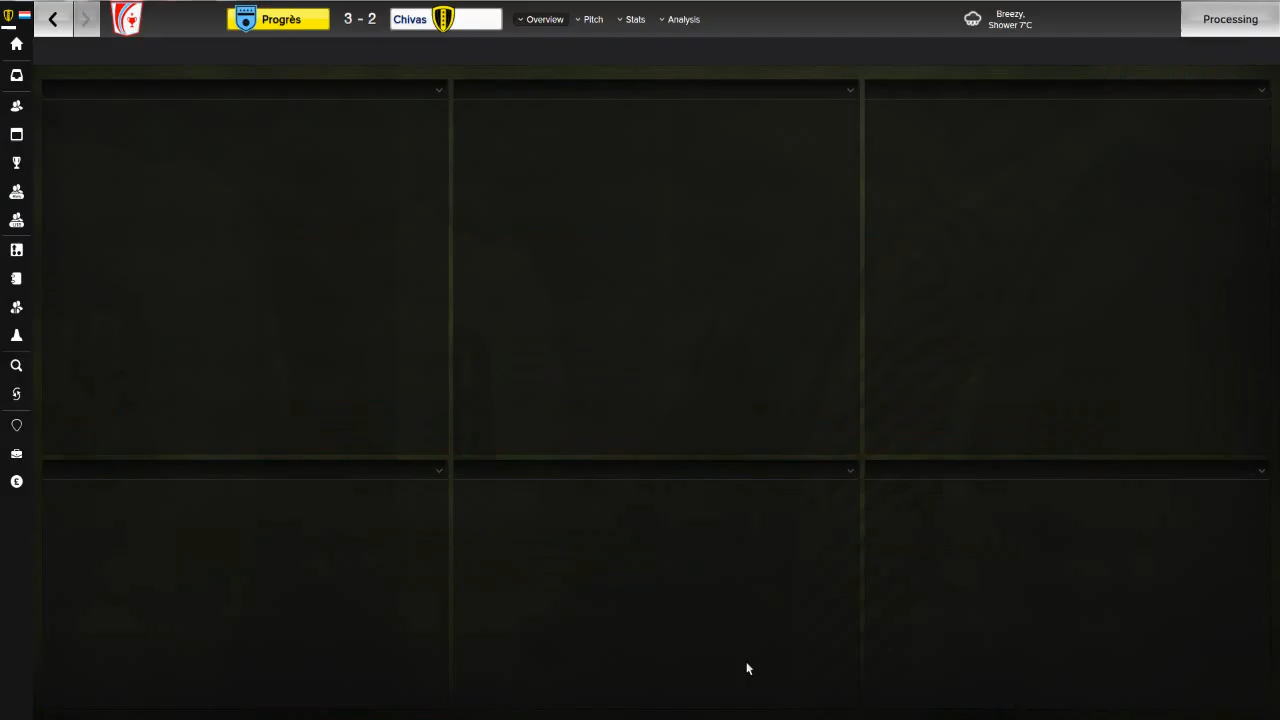 Progrès 3 - 2 Chivas
Overview Pitch Stats Analysis
Breezy,
Shower 7°C
Processing